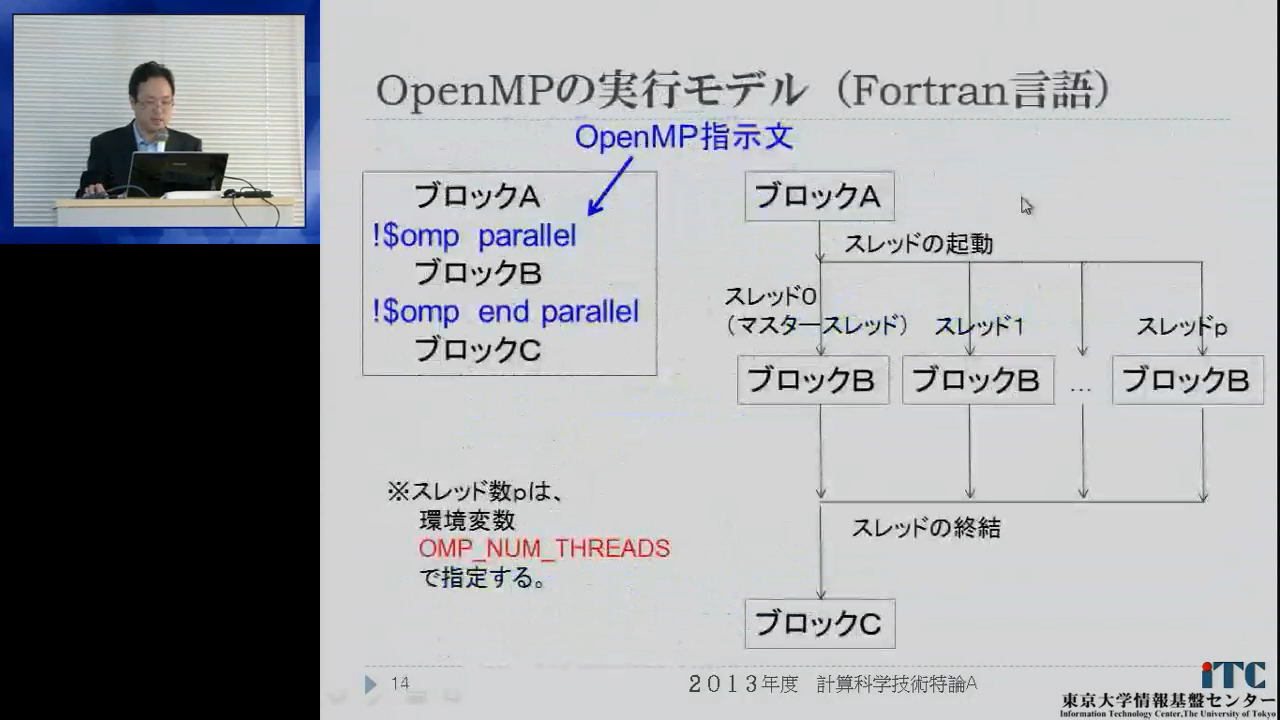 OpenMPの実行モデル（Fortran言語）
OpenMP指示文
ブロックA
!$omp parallel
ブロックB
!$omp end parallel
ブロックC
※スレッド数pは、
環境変数
OMP_NUM_THREADS
で指定する。
ブロックA
スレッドの起動
スレッド0
（マスタースレッド）
スレッド1
スレッドp
ブロックB
ブロックB
…
ブロックB
スレッドの終結
ブロックC
14
２０１３年度 計算科学技術特論A
iTC
東京大学情報基盤センター
Information Technology Center,The University of Tokyo